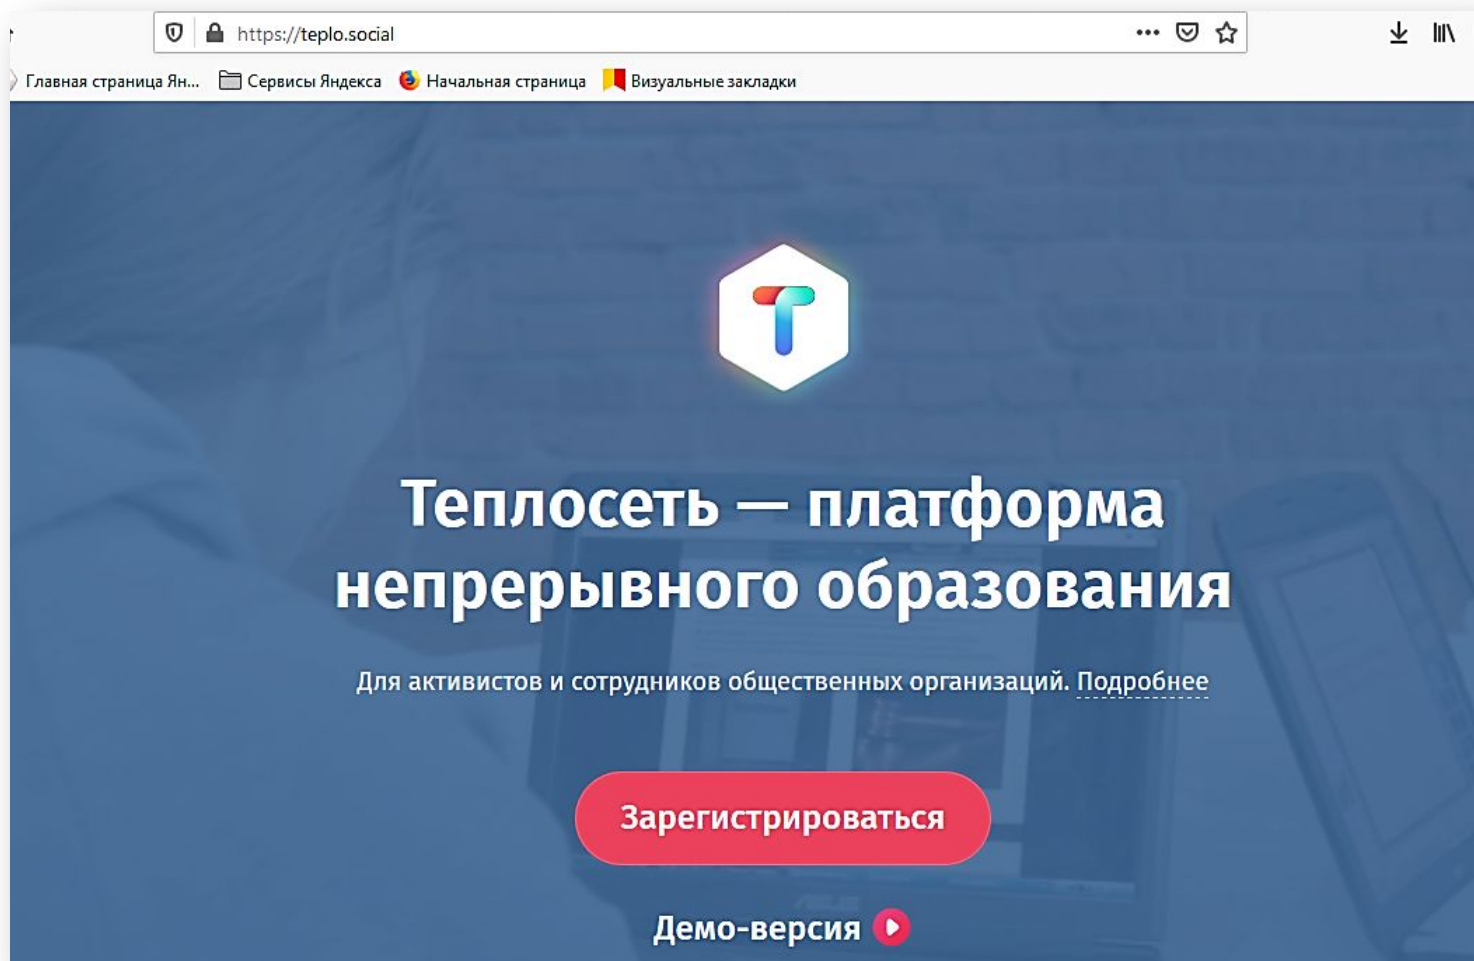 https://teplo.social
Главная страница Ян... Сервисы Яндекса Начальная страница Визуальные закладки
Теплосеть — платформа
непрерывного образования
Для активистов и сотрудников общественных организаций. Подробнее
Зарегистрироваться
Демо-версия